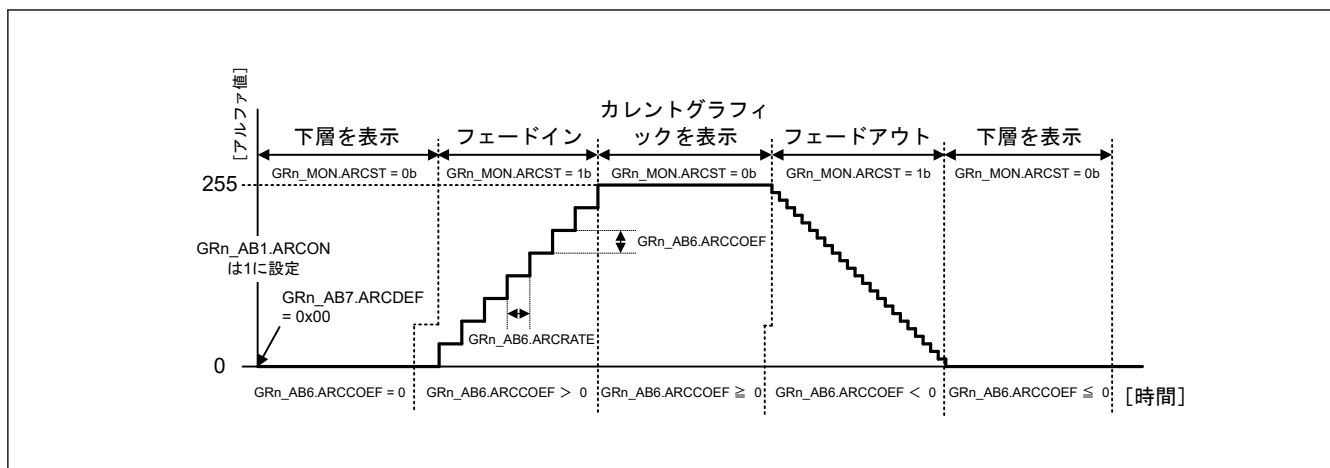 [アルファ値]
カレントグラフィ
ックを表示
下層を表示
フェードイン
フェードアウト
下層を表示
GRn_MON.ARCST = 0b
GRn_MON.ARCST = 1b
GRn_MON.ARCST = 0b
GRn_MON.ARCST = 1b
GRn_MON.ARCST = 0b
255
GRn_AB1.ARCON
は1に設定
GRn_AB6.ARCCOEF
GRn_AB7.ARCDEF
= 0x00
GRn_AB6.ARCRATE
0
GRn_AB6.ARCCOEF = 0
GRn_AB6.ARCCOEF ＞ 0
GRn_AB6.ARCCOEF ≧ 0
GRn_AB6.ARCCOEF ＜ 0
GRn_AB6.ARCCOEF ≦ 0
[時間]